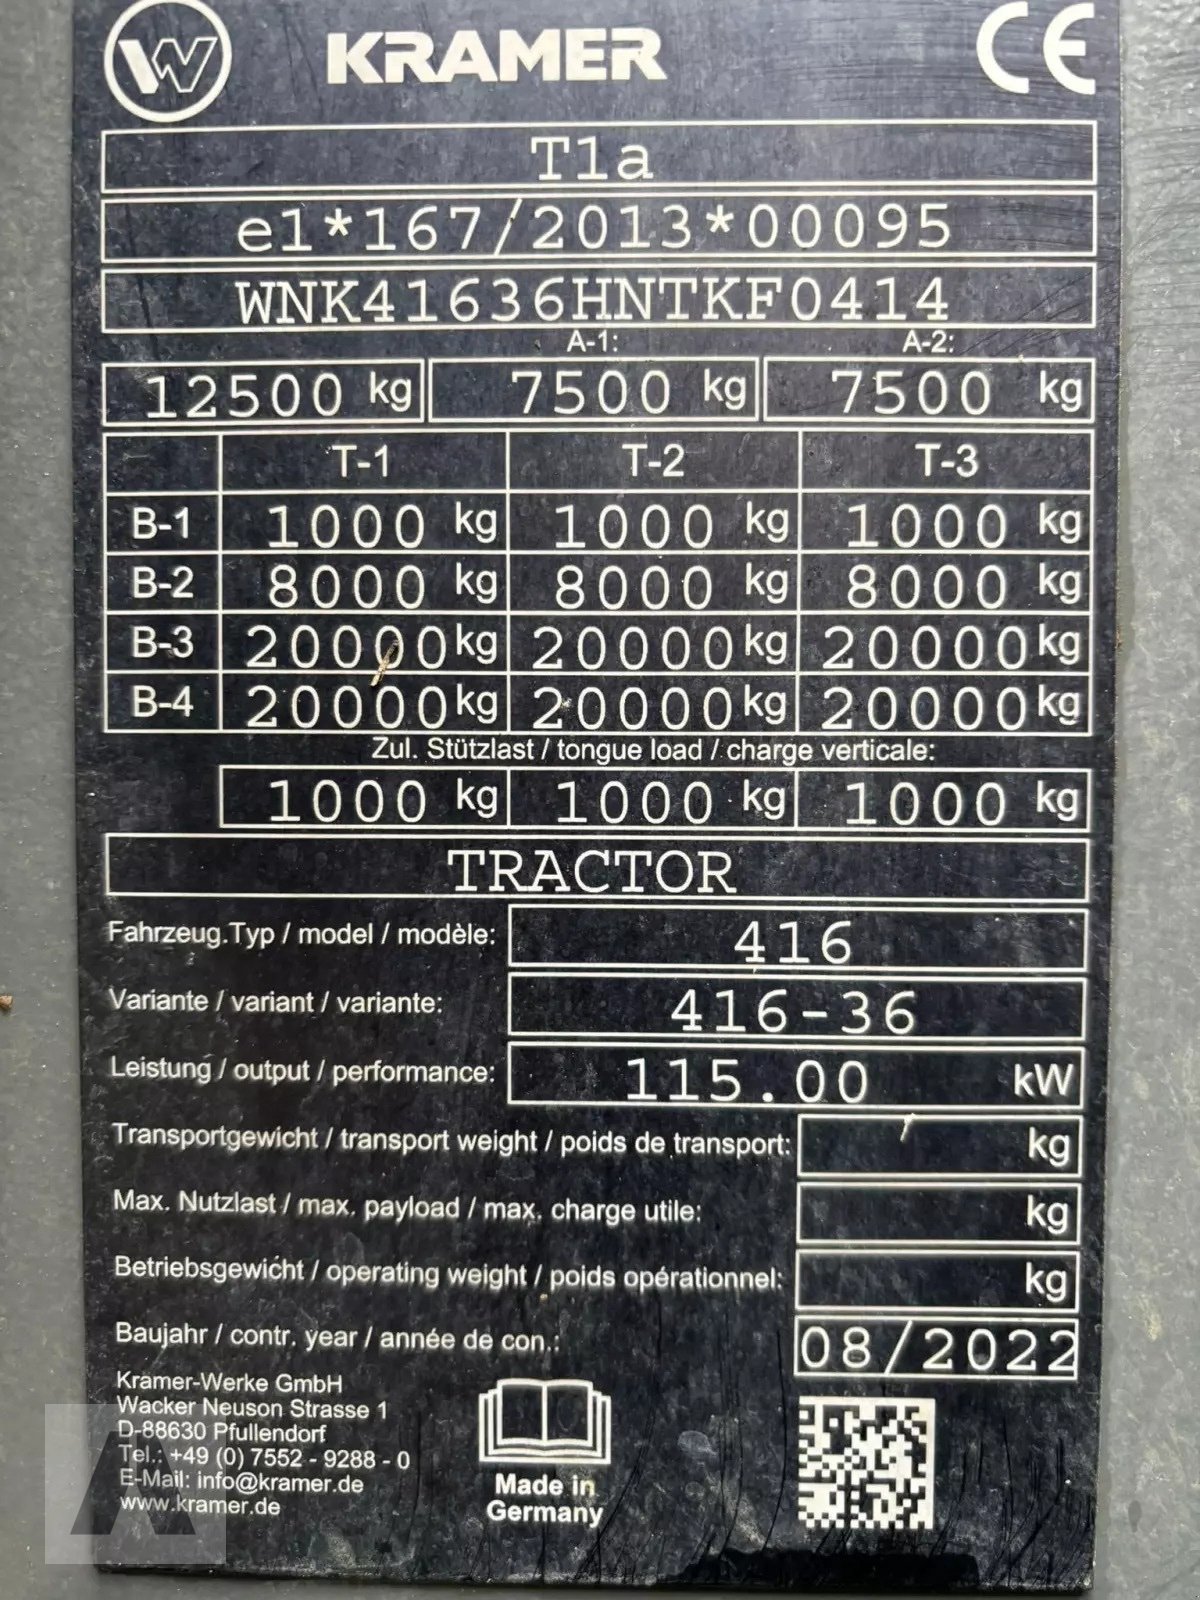 W KRAMER CE
T1a
e1*167/2013*00095
WNK41636HNTKF0414
A-1: A-2:
12500 kg 7500 kg 7500 kg
T-1 T-2 T-3
B-1 1000 kg 1000 kg 1000 kg
B-2 8000 kg 8000 kg 8000 kg
B-3 20000 kg 20000 kg 20000 kg
B-4 20000 kg 20000 kg 20000 kg
Zul. Stützlast / tongue load / charge verticale:
1000 kg 1000 kg 1000 kg
TRACTOR
Fahrzeug.Typ / model / modèle: 416
Variante / variant / variante: 416-36
Leistung / output / performance: 115.00 kW
Transportgewicht / transport weight / poids de transport: kg
Max. Nutzlast / max. payload / max. charge utile: kg
Betriebsgewicht / operating weight / poids opérationnel: kg
Baujahr / contr. year / année de con.: 08/2022
Kramer-Werke GmbH
Wacker Neuson Strasse 1
D-88630 Pfullendorf
Tel.: +49 (0) 7552 - 9288 - 0
E-Mail: info@kramer.de
www.kramer.de
Made in
Germany
A